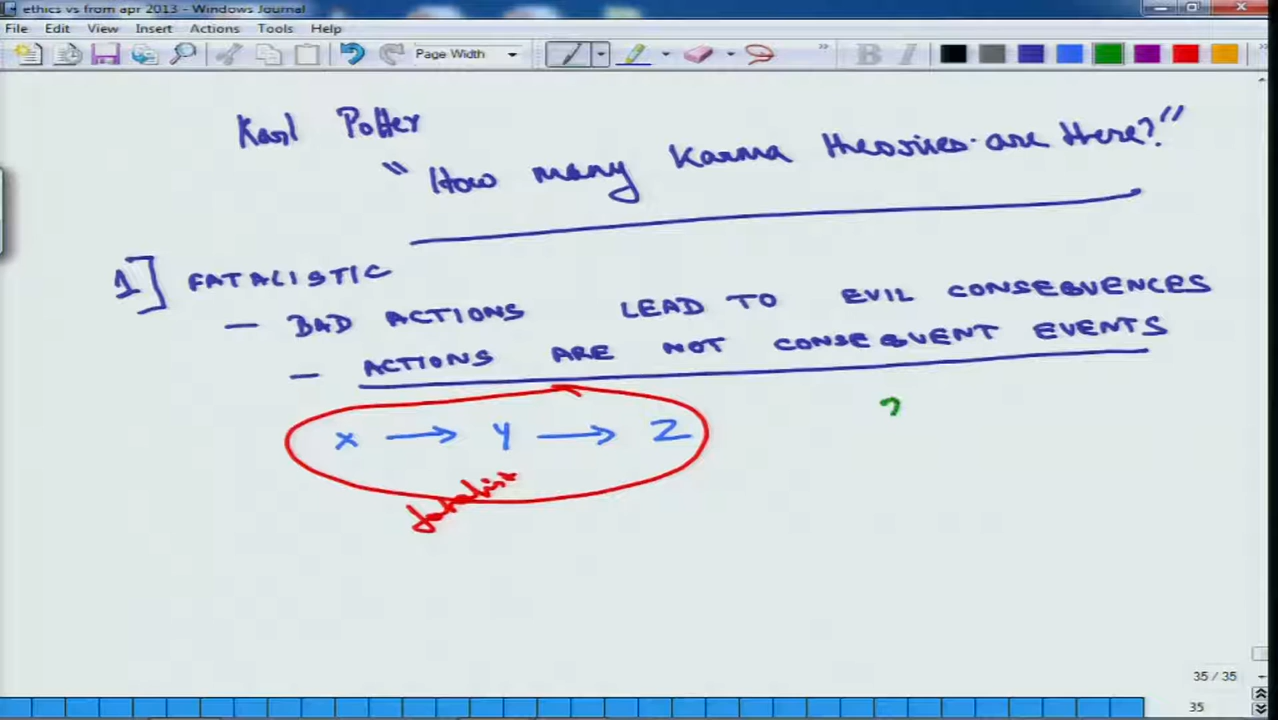 ethics vs from apr 2013 - Windows Journal
File Edit View Insert Actions Tools Help
Page Width
B I
Karl Potter
"How many Karma theories are there?"
1] FATALISTIC
— BAD ACTIONS LEAD TO EVIL CONSEQUENCES
— ACTIONS ARE NOT CONSEQUENT EVENTS
x → y → Z
fatalist
35 / 35
35